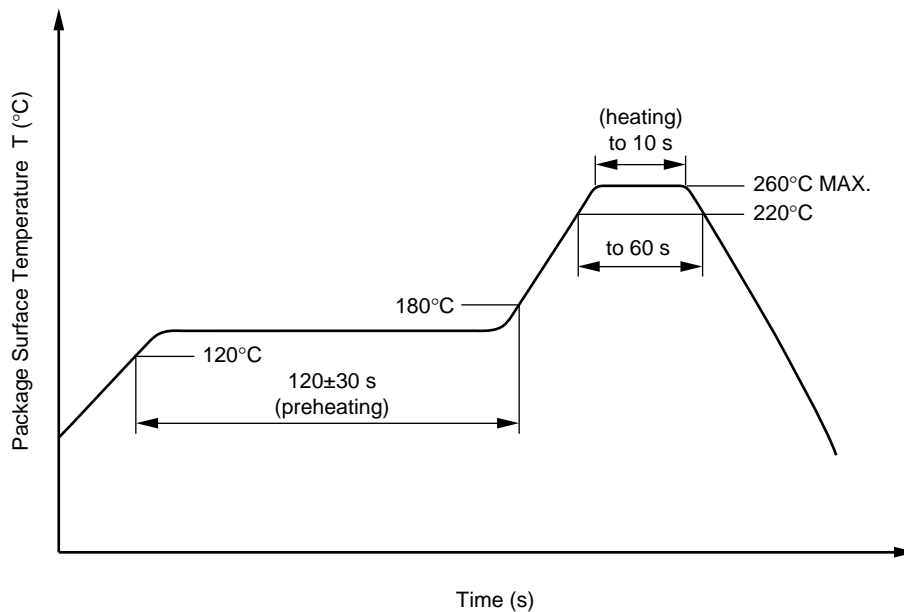 Package Surface Temperature T (°C)
(heating)
to 10 s
260°C MAX.
220°C
to 60 s
180°C
120°C
120±30 s
(preheating)
Time (s)